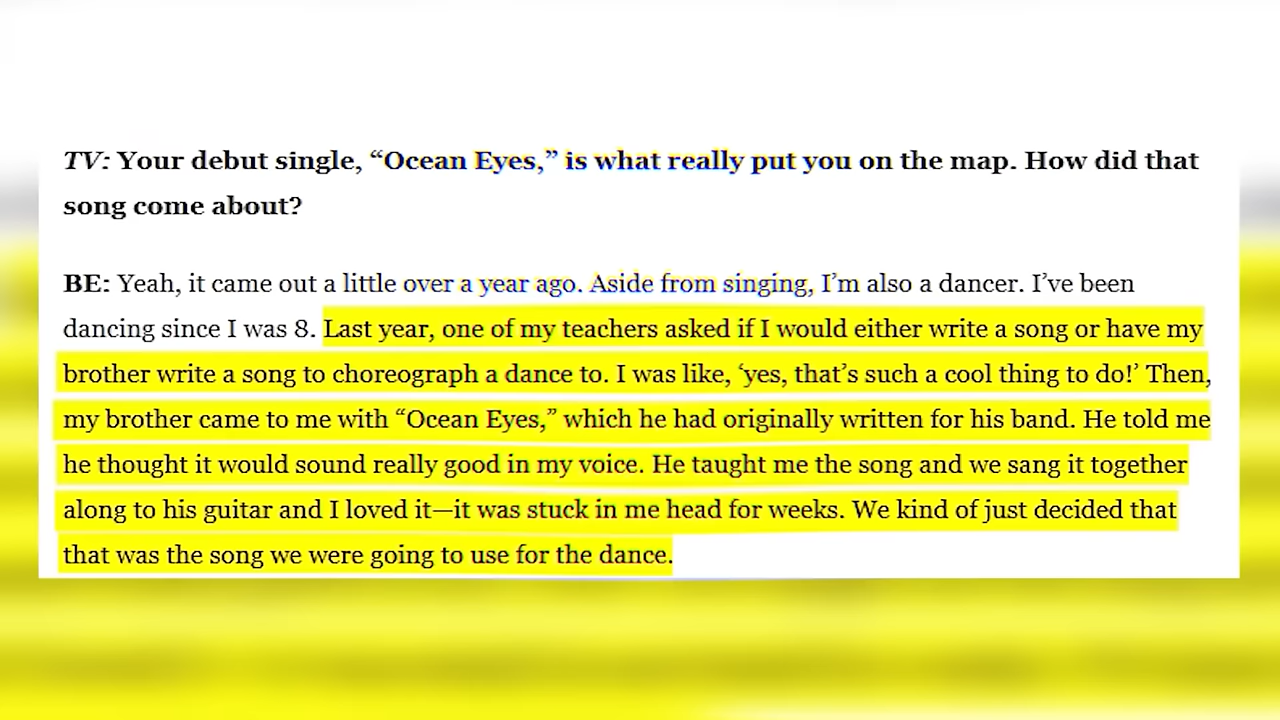 TV: Your debut single, “Ocean Eyes,” is what really put you on the map. How did that
song come about?
BE: Yeah, it came out a little over a year ago. Aside from singing, I’m also a dancer. I’ve been
dancing since I was 8. Last year, one of my teachers asked if I would either write a song or have my
brother write a song to choreograph a dance to. I was like, ‘yes, that’s such a cool thing to do!’ Then,
my brother came to me with “Ocean Eyes,” which he had originally written for his band. He told me
he thought it would sound really good in my voice. He taught me the song and we sang it together
along to his guitar and I loved it—it was stuck in me head for weeks. We kind of just decided that
that was the song we were going to use for the dance.